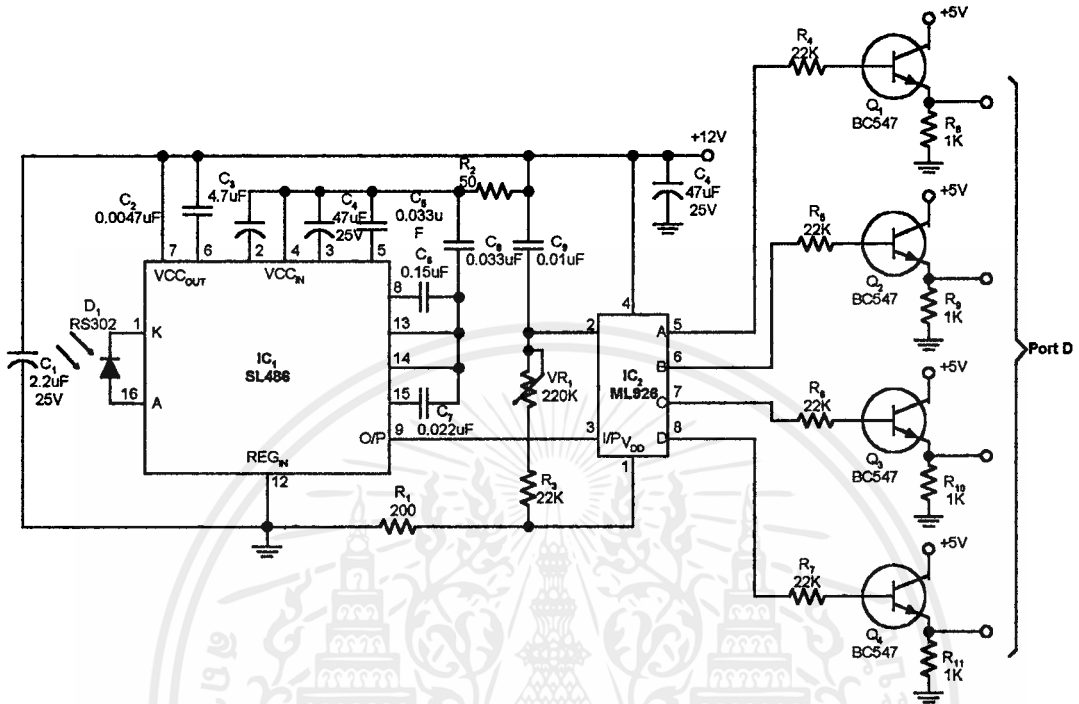 +5V
R4
22K
Q1
BC547
R8
1K
+12V
R2
50
C3
4.7uF
C2
0.0047uF
C4
47uF
25V
C5
0.033u
F
C4
47uF
25V
C8
0.033uF
C9
0.01uF
C6
0.15uF
7
6
2
4
3
5
VCCOUT
VCCIN
D1
RS302
1
K
16
A
C1
2.2uF
25V
IC1
SL486
8
13
14
15
C7
0.022uF
O/P
9
REGIN
12
R1
200
VR1
220K
R3
22K
4
2
A
5
B
6
IC2
ML926
C
7
3
I/P
VDD
D
8
1
+5V
R5
22K
Q2
BC547
R9
1K
Port D
+5V
R6
22K
Q3
BC547
R10
1K
+5V
R7
22K
Q4
BC547
R11
1K